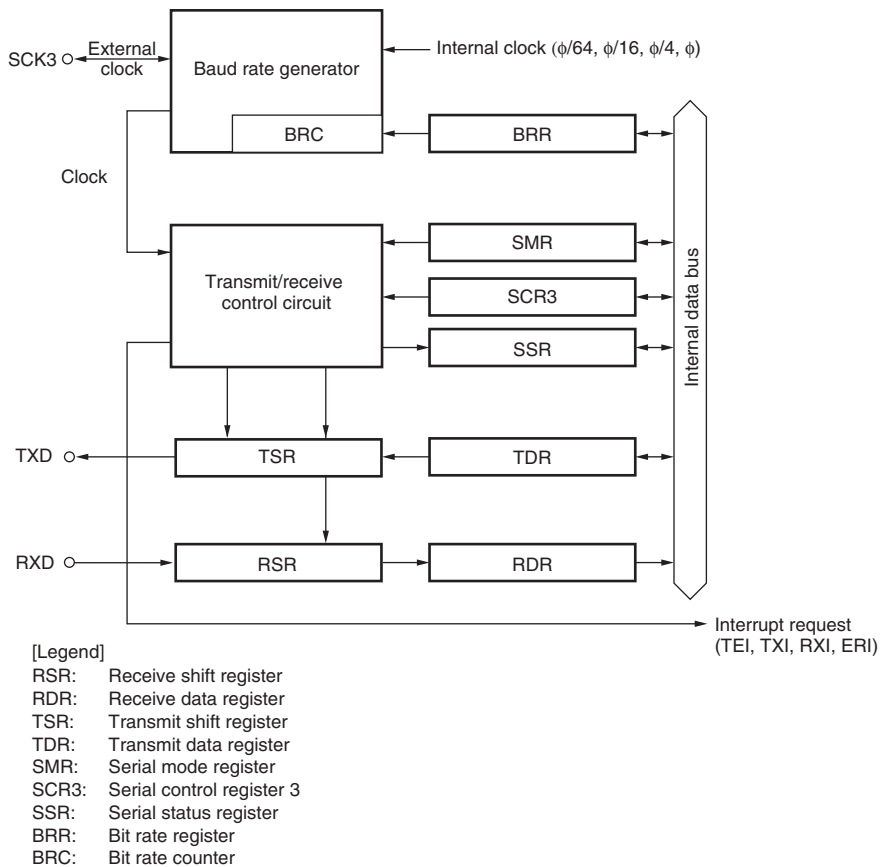 SCK3
External
clock
Baud rate generator
Internal clock (ϕ/64, ϕ/16, ϕ/4, ϕ)
BRC
BRR
Clock
Transmit/receive
control circuit
SMR
SCR3
SSR
Internal data bus
TXD
TSR
TDR
RXD
RSR
RDR
Interrupt request
(TEI, TXI, RXI, ERI)
[Legend]
RSR: Receive shift register
RDR: Receive data register
TSR: Transmit shift register
TDR: Transmit data register
SMR: Serial mode register
SCR3: Serial control register 3
SSR: Serial status register
BRR: Bit rate register
BRC: Bit rate counter